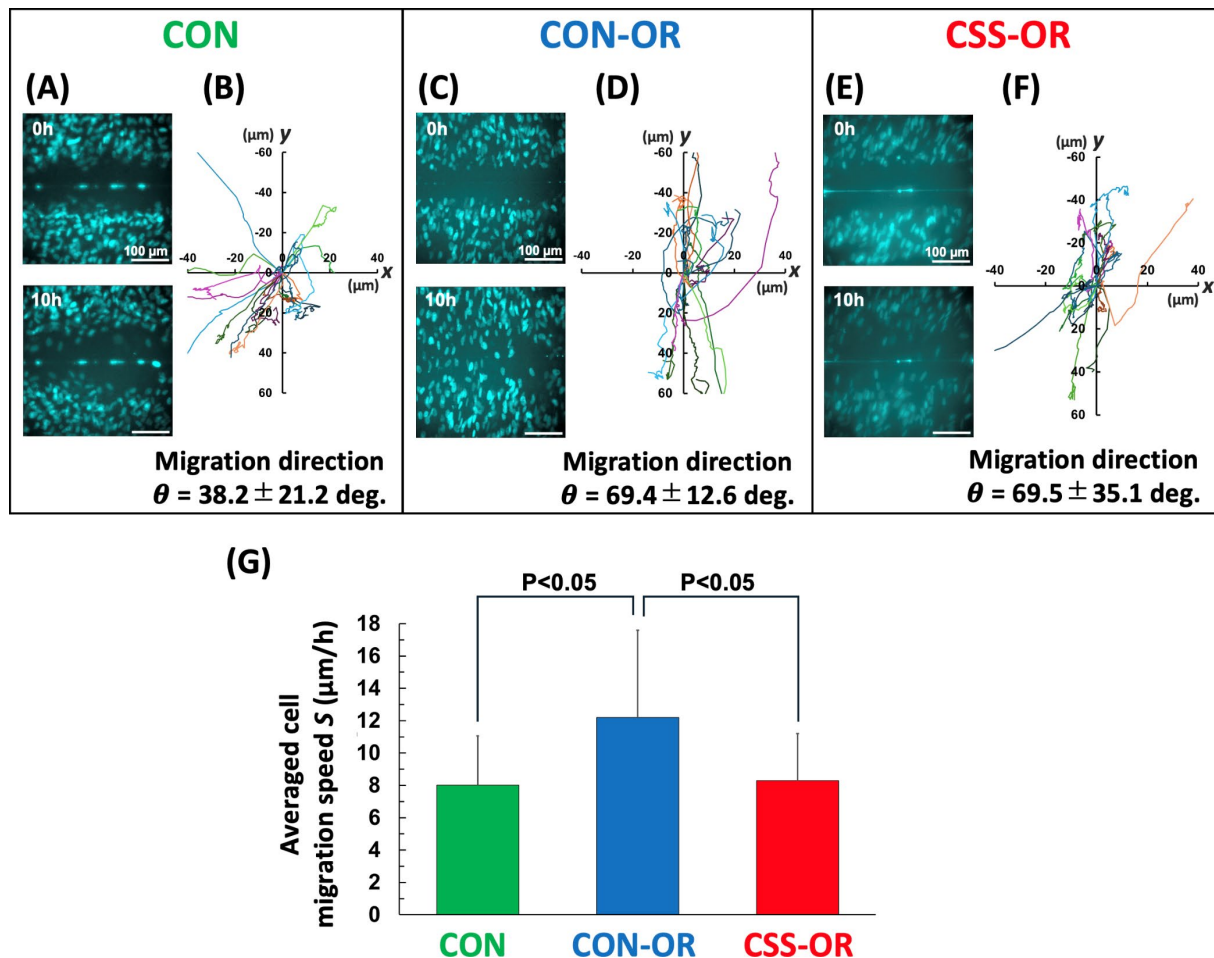 CON
CON-OR
CSS-OR
(A)
(B)
(C)
(D)
(E)
(F)
0h
100 µm
10h
(µm) y
-60
-40
-20
-40
-20
0
20
40
x
(µm)
20
40
60
0h
100 µm
10h
(µm) y
-60
-40
-20
-40
-20
0
20
40
x
(µm)
20
40
60
0h
100 µm
10h
(µm) y
-60
-40
-20
-40
-20
0
20
40
x
(µm)
20
40
60
Migration direction
θ = 38.2 ± 21.2 deg.
Migration direction
θ = 69.4 ± 12.6 deg.
Migration direction
θ = 69.5 ± 35.1 deg.
(G)
P<0.05
P<0.05
Averaged cell
migration speed S (µm/h)
18
16
14
12
10
8
6
4
2
0
CON
CON-OR
CSS-OR